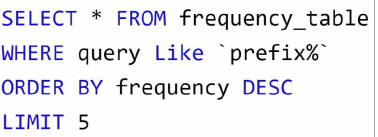 SELECT * FROM frequency_table
WHERE query Like `prefix%`
ORDER BY frequency DESC
LIMIT 5